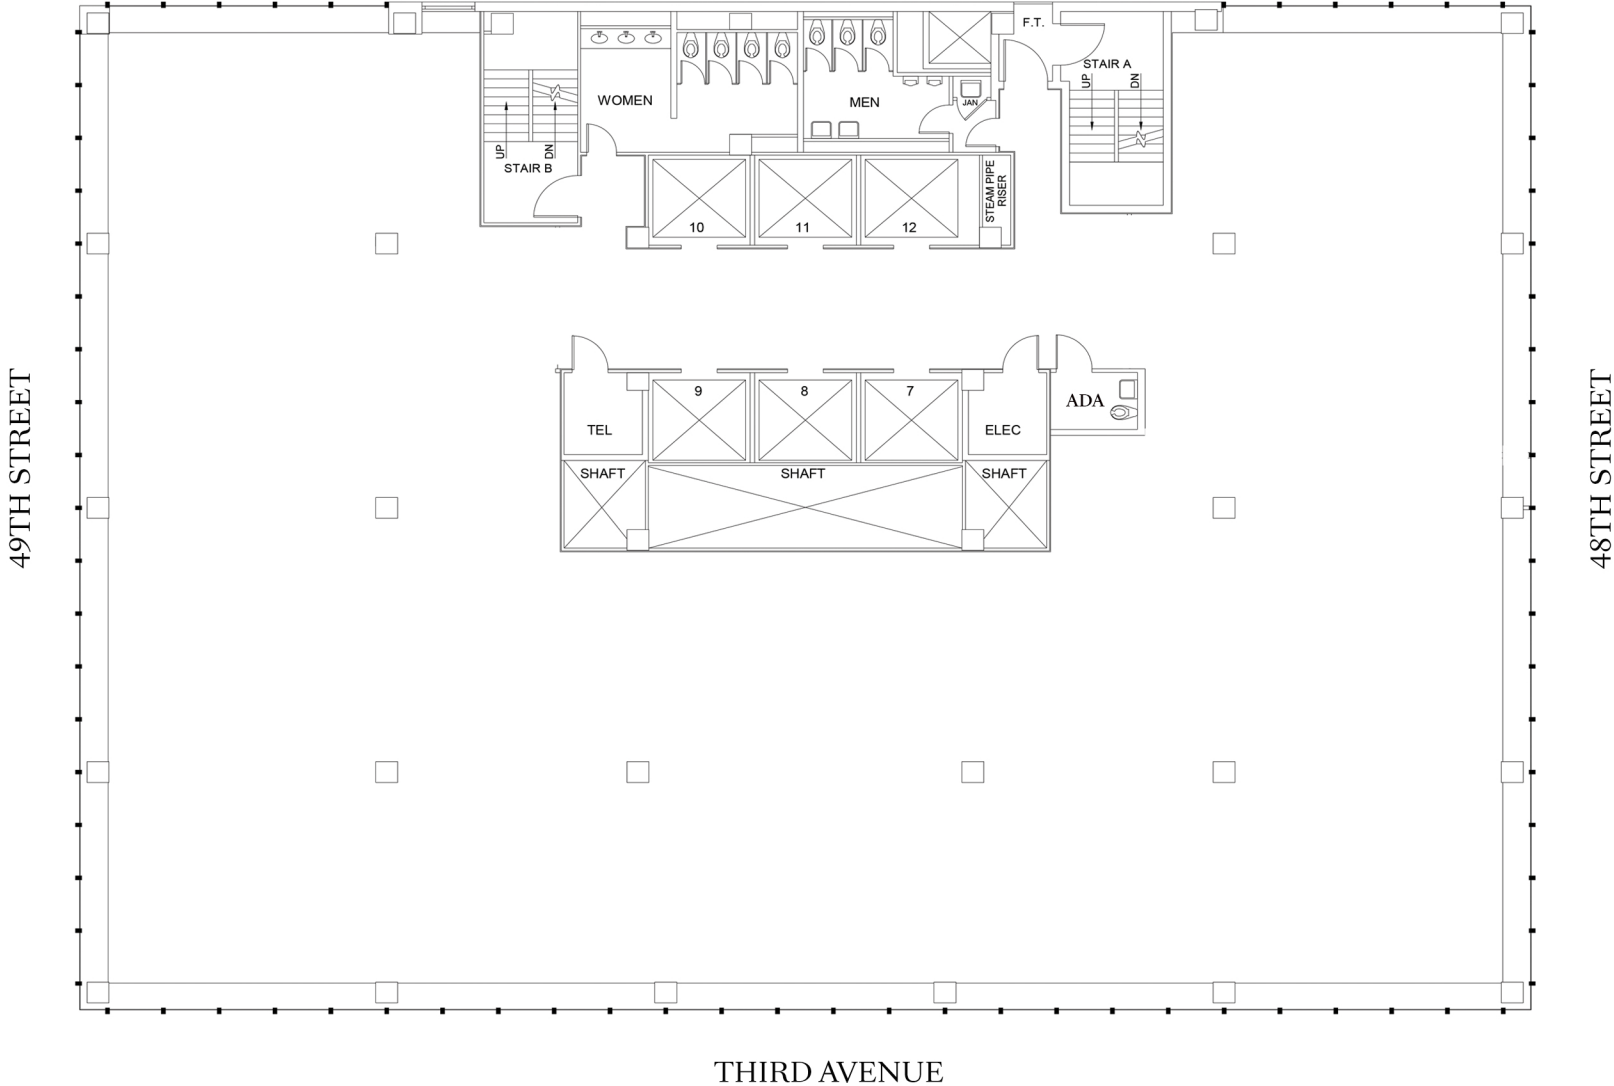 F.T.
STAIR A
UP
DN
WOMEN
MEN
JAN
UP
DN
STAIR B
STEAM PIPE
RISER
10
11
12
9
8
7
TEL
ELEC
ADA
SHAFT
SHAFT
SHAFT
49TH STREET
48TH STREET
THIRD AVENUE